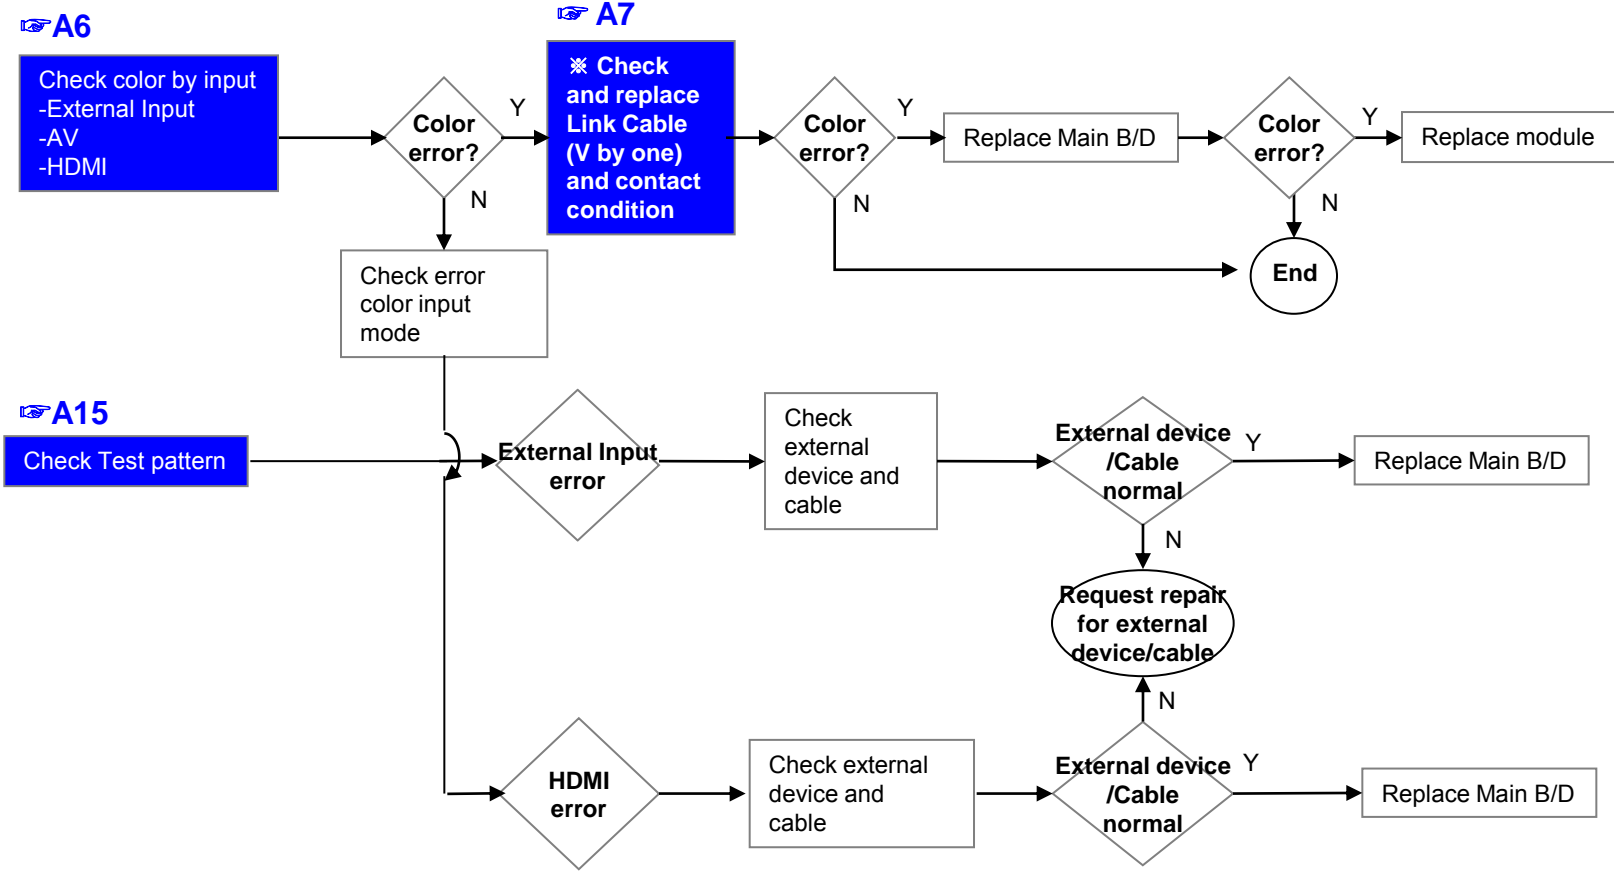 ☞A6
Check color by input
-External Input
-AV
-HDMI
Color
error?
Y
N
☞ A7
※ Check
and replace
Link Cable
(V by one)
and contact
condition
Color
error?
Y
N
Replace Main B/D
Color
error?
Y
N
Replace module
End
Check error
color input
mode
☞A15
Check Test pattern
External Input
error
Check
external
device and
cable
External device
/Cable
normal
Y
N
Replace Main B/D
Request repair
for external
device/cable
HDMI
error
Check external
device and
cable
N
External device
/Cable
normal
Y
Replace Main B/D